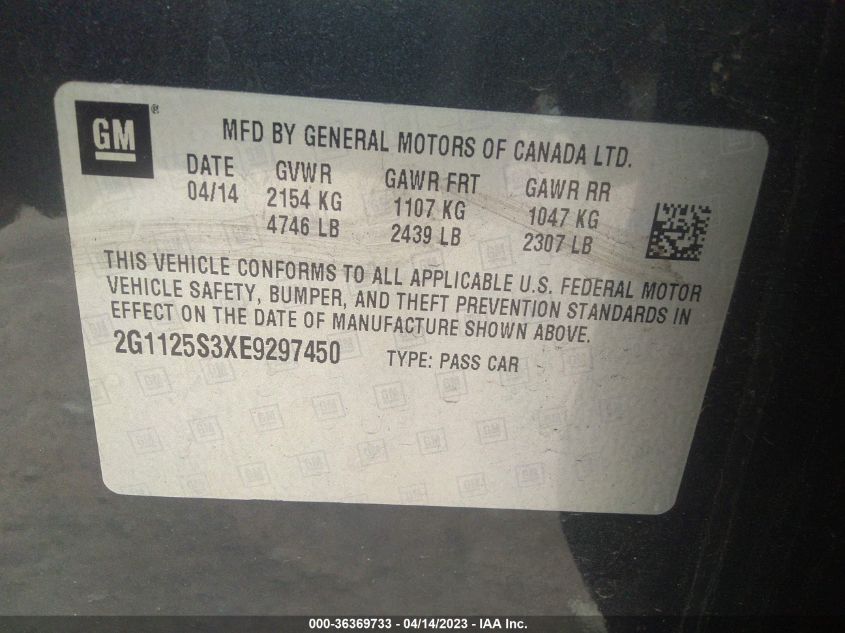 GM ®
MFD BY GENERAL MOTORS OF CANADA LTD.
DATE GVWR GAWR FRT GAWR RR
04/14 2154 KG 1107 KG 1047 KG
4746 LB 2439 LB 2307 LB
THIS VEHICLE CONFORMS TO ALL APPLICABLE U.S. FEDERAL MOTOR
VEHICLE SAFETY, BUMPER, AND THEFT PREVENTION STANDARDS IN
EFFECT ON THE DATE OF MANUFACTURE SHOWN ABOVE.
2G1125S3XE9297450 TYPE: PASS CAR
000-36369733 - 04/14/2023 - IAA Inc.